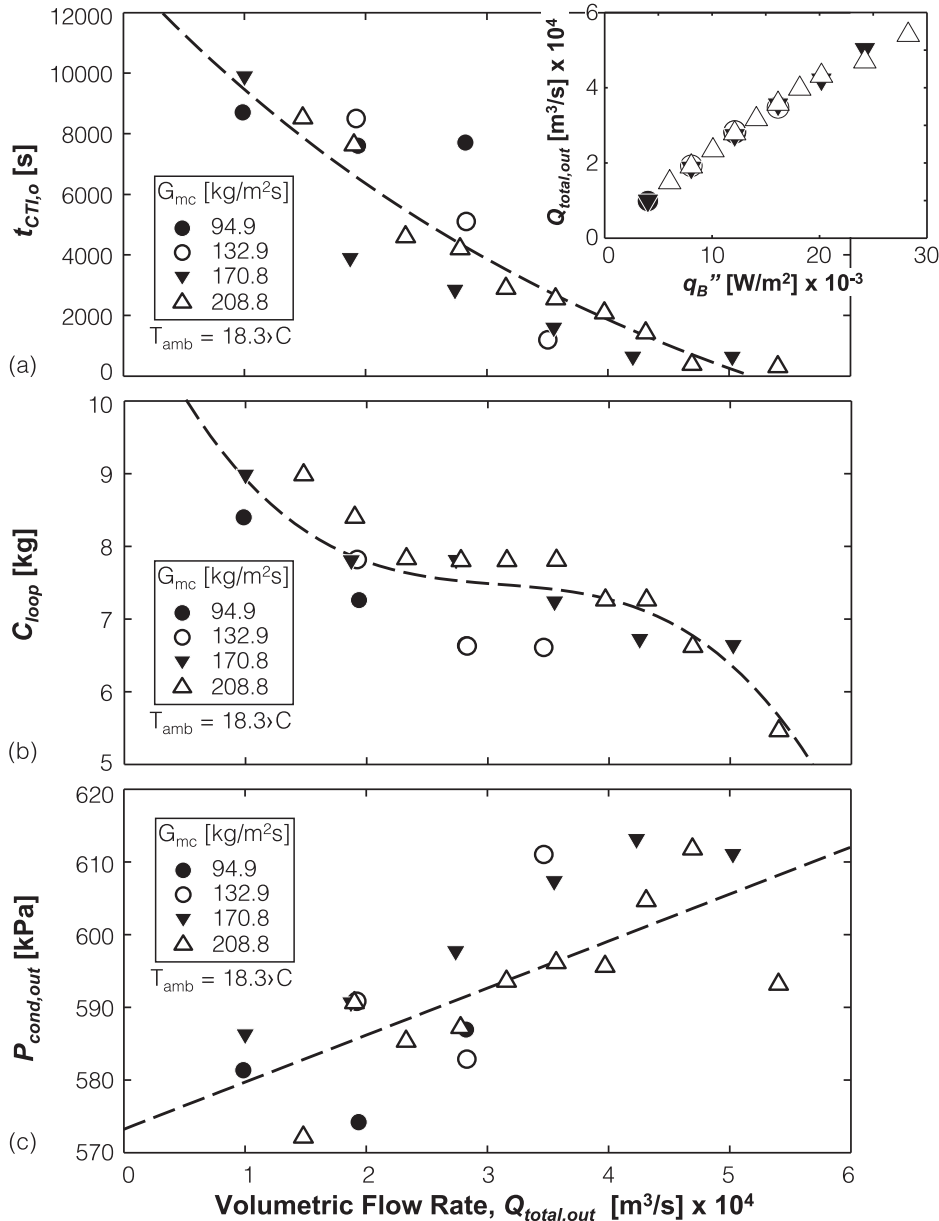 12000
10000
8000
6000
4000
2000
0
t_CTI,o [s]
G_mc [kg/m²s]
94.9
132.9
170.8
208.8
T_amb = 18.3›C
(a)
6
4
2
0
Q_total,out [m³/s] x 10⁴
0 10 20 30
q_B” [W/m²] x 10⁻³
10
9
8
7
6
5
C_loop [kg]
G_mc [kg/m²s]
94.9
132.9
170.8
208.8
T_amb = 18.3›C
(b)
620
610
600
590
580
570
P_cond,out [kPa]
G_mc [kg/m²s]
94.9
132.9
170.8
208.8
T_amb = 18.3›C
(c)
0 1 2 3 4 5 6
Volumetric Flow Rate, Q_total,out [m³/s] x 10⁴